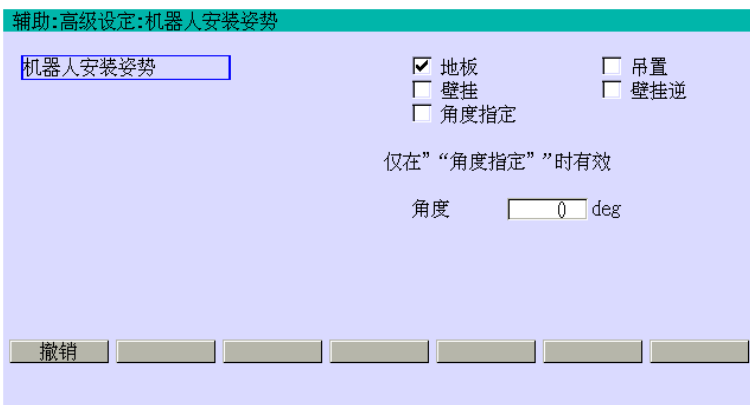 辅助:高级设定:机器人安装姿势
机器人安装姿势
地板 吊置
壁挂 壁挂逆
角度指定
仅在”“角度指定””时有效
角度 0 deg
撤销